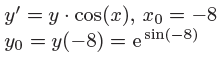 y′ = y · cos(x), x₀ = −8
y₀ = y(−8) = e^sin(−8)